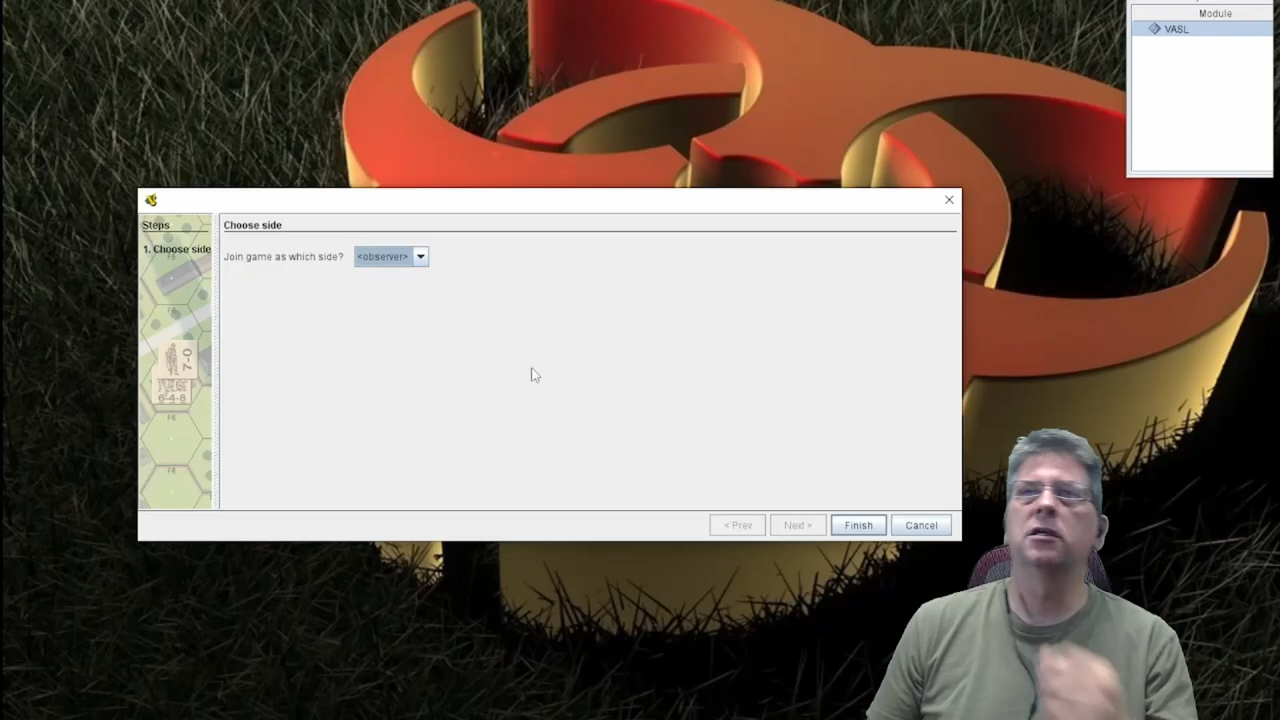 Module
VASL
Steps
Choose side
1. Choose side
Join game as which side?
<observer>
7-0
6-4-8
F6
< Prev
Next >
Finish
Cancel